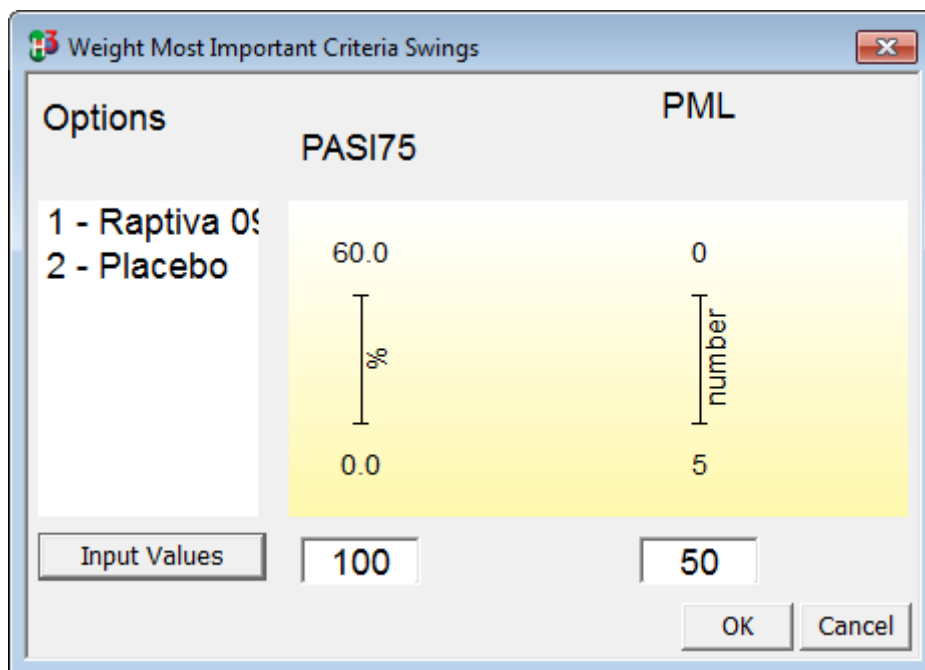 Weight Most Important Criteria Swings
Options
PASI75
PML
1 - Raptiva 09
2 - Placebo
60.0
0
%
number
0.0
5
Input Values
100
50
OK
Cancel